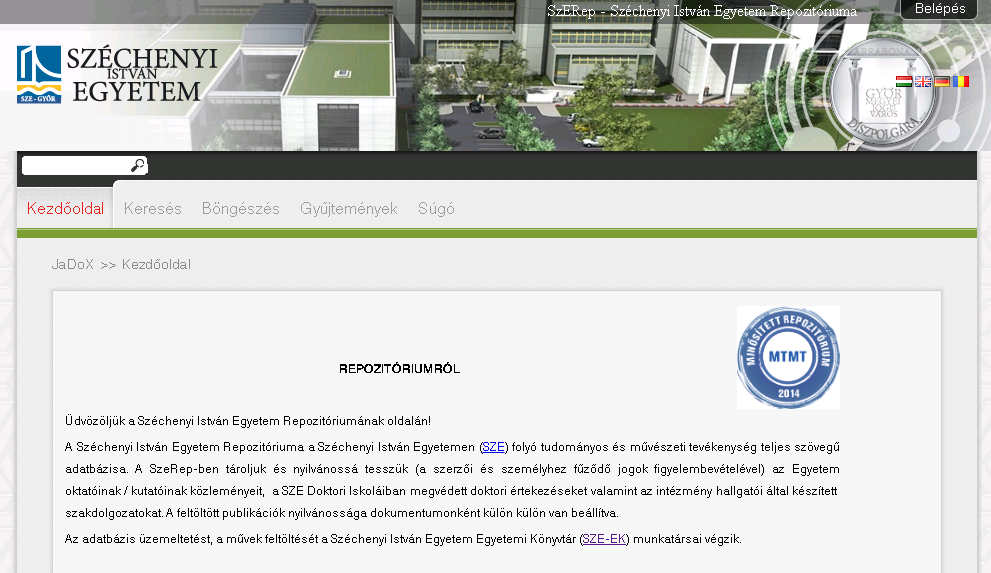 SzERep - Széchenyi István Egyetem Repozitóriuma
Belépés
SZÉCHENYI
ISTVÁN
EGYETEM
SZE - GYŐR
ARRABONA
GYŐR
MEGYEI
JOGÚ
VÁROS
DÍSZPOLGÁRA
Kezdőoldal Keresés Böngészés Gyűjtemények Súgó
JaDoX >> Kezdőoldal
MINŐSÍTETT REPOZITÓRIUM
MTMT
2014
REPOZITÓRIUMRÓL
Üdvözöljük a Széchenyi István Egyetem Repozitóriumának oldalán!
A Széchenyi István Egyetem Repozitóriuma a Széchenyi István Egyetemen (SZE) folyó tudományos és művészeti tevékenység teljes szövegű
adatbázisa. A SzeRep-ben tároljuk és nyilvánossá tesszük (a szerzői és személyhez fűződő jogok figyelembevételével) az Egyetem
oktatóinak / kutatóinak közleményeit, a SZE Doktori Iskoláiban megvédett doktori értekezéseket valamint az intézmény hallgatói által készített
szakdolgozatokat. A feltöltött publikációk nyilvánossága dokumentumonként külön külön van beállítva.
Az adatbázis üzemeltetést, a művek feltöltését a Széchenyi István Egyetem Egyetemi Könyvtár (SZE-EK) munkatársai végzik.